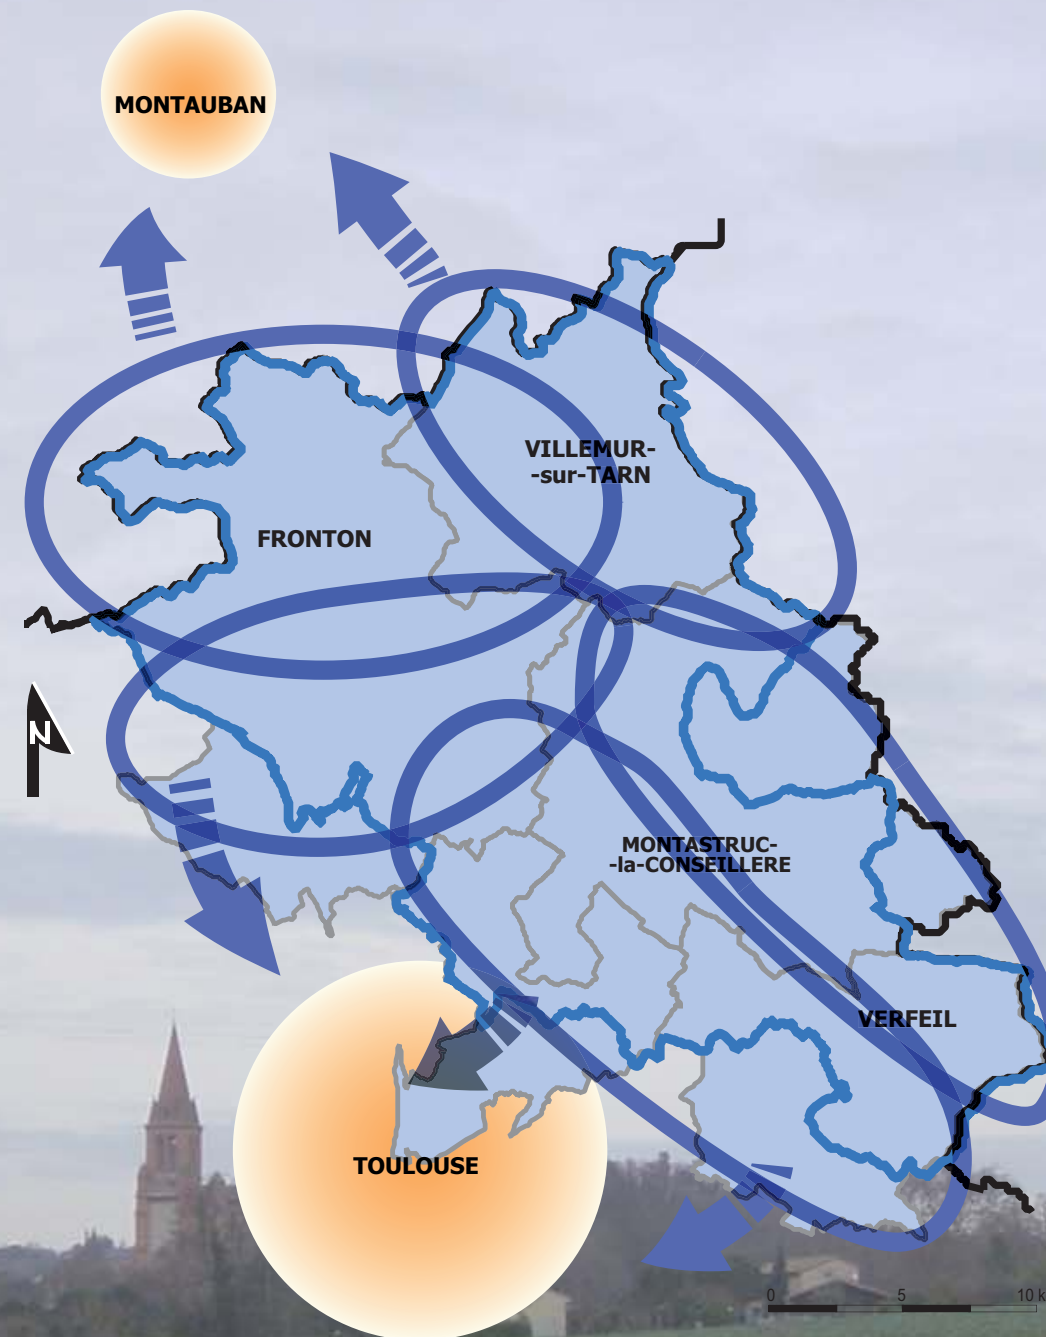 MONTAUBAN
VILLEMUR-
-sur-TARN
FRONTON
N
MONTASTRUC-
-la-CONSEILLERE
VERFEIL
TOULOUSE
0 5 10 k